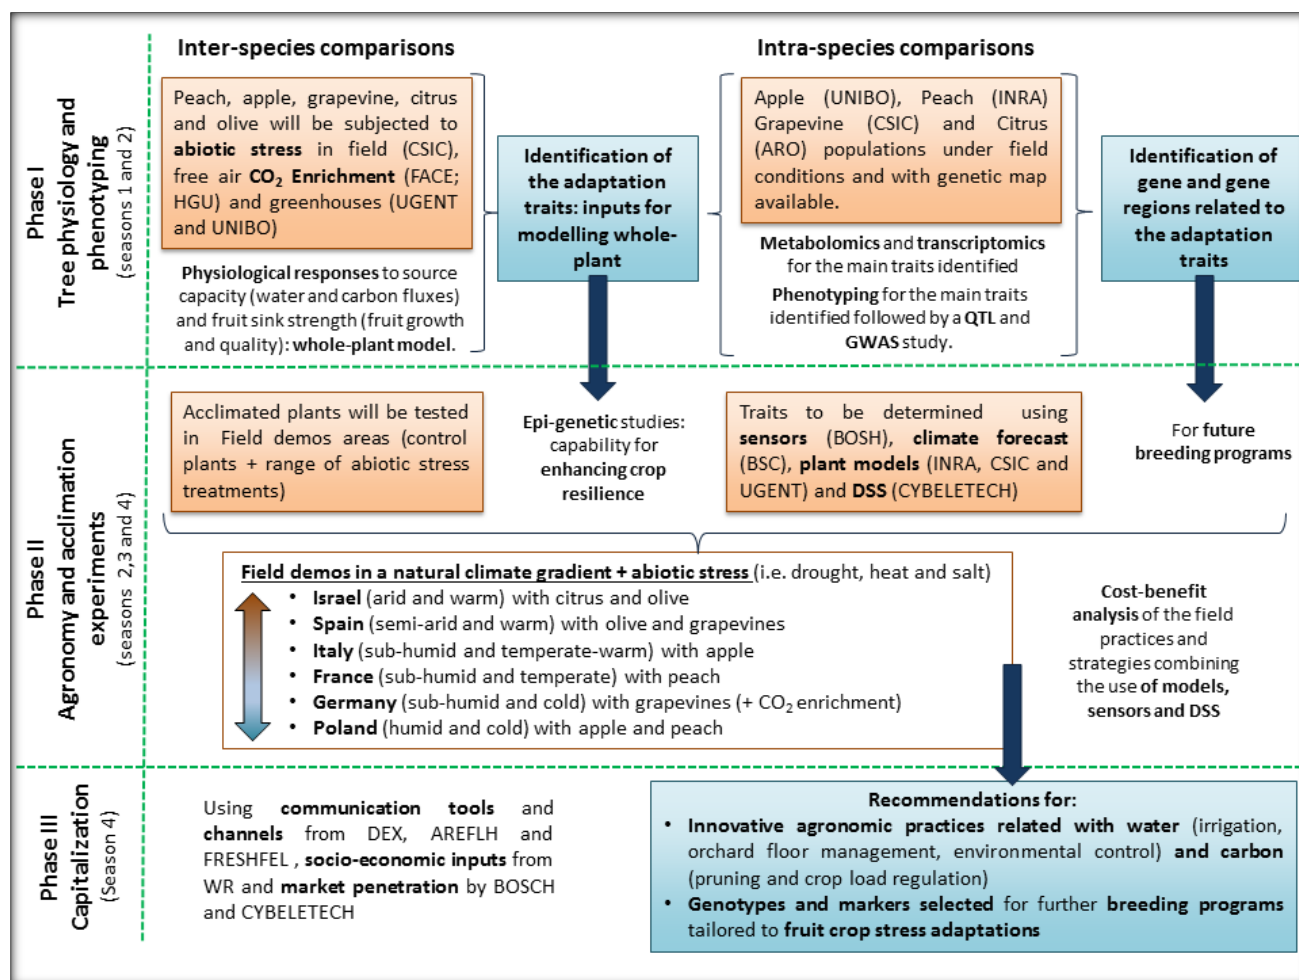 Inter-species comparisons
Intra-species comparisons
Phase I
Tree physiology and
phenotyping
(seasons 1 and 2)
Peach, apple, grapevine, citrus
and olive will be subjected to
abiotic stress in field (CSIC),
free air CO2 Enrichment (FACE;
HGU) and greenhouses (UGENT
and UNIBO)
Physiological responses to source
capacity (water and carbon fluxes)
and fruit sink strength (fruit growth
and quality): whole-plant model.
Identification of
the adaptation
traits: inputs for
modelling whole-
plant
Apple (UNIBO), Peach (INRA)
Grapevine (CSIC) and Citrus
(ARO) populations under field
conditions and with genetic map
available.
Metabolomics and transcriptomics
for the main traits identified
Phenotyping for the main traits
identified followed by a QTL and
GWAS study.
Identification of
gene and gene
regions related to
the adaptation
traits
Phase II
Agronomy and acclimation
experiments
(seasons 2,3 and 4)
Acclimated plants will be tested
in Field demos areas (control
plants + range of abiotic stress
treatments)
Epi-genetic studies:
capability for
enhancing crop
resilience
Traits to be determined using
sensors (BOSH), climate forecast
(BSC), plant models (INRA, CSIC and
UGENT) and DSS (CYBELETECH)
For future
breeding programs
Field demos in a natural climate gradient + abiotic stress (i.e. drought, heat and salt)
• Israel (arid and warm) with citrus and olive
• Spain (semi-arid and warm) with olive and grapevines
• Italy (sub-humid and temperate-warm) with apple
• France (sub-humid and temperate) with peach
• Germany (sub-humid and cold) with grapevines (+ CO2 enrichment)
• Poland (humid and cold) with apple and peach
Cost-benefit
analysis of the field
practices and
strategies combining
the use of models,
sensors and DSS
Phase III
Capitalization
(Season 4)
Using communication tools and
channels from DEX, AREFLH and
FRESHFEL , socio-economic inputs from
WR and market penetration by BOSCH
and CYBELETECH
Recommendations for:
• Innovative agronomic practices related with water (irrigation,
orchard floor management, environmental control) and carbon
(pruning and crop load regulation)
• Genotypes and markers selected for further breeding programs
tailored to fruit crop stress adaptations